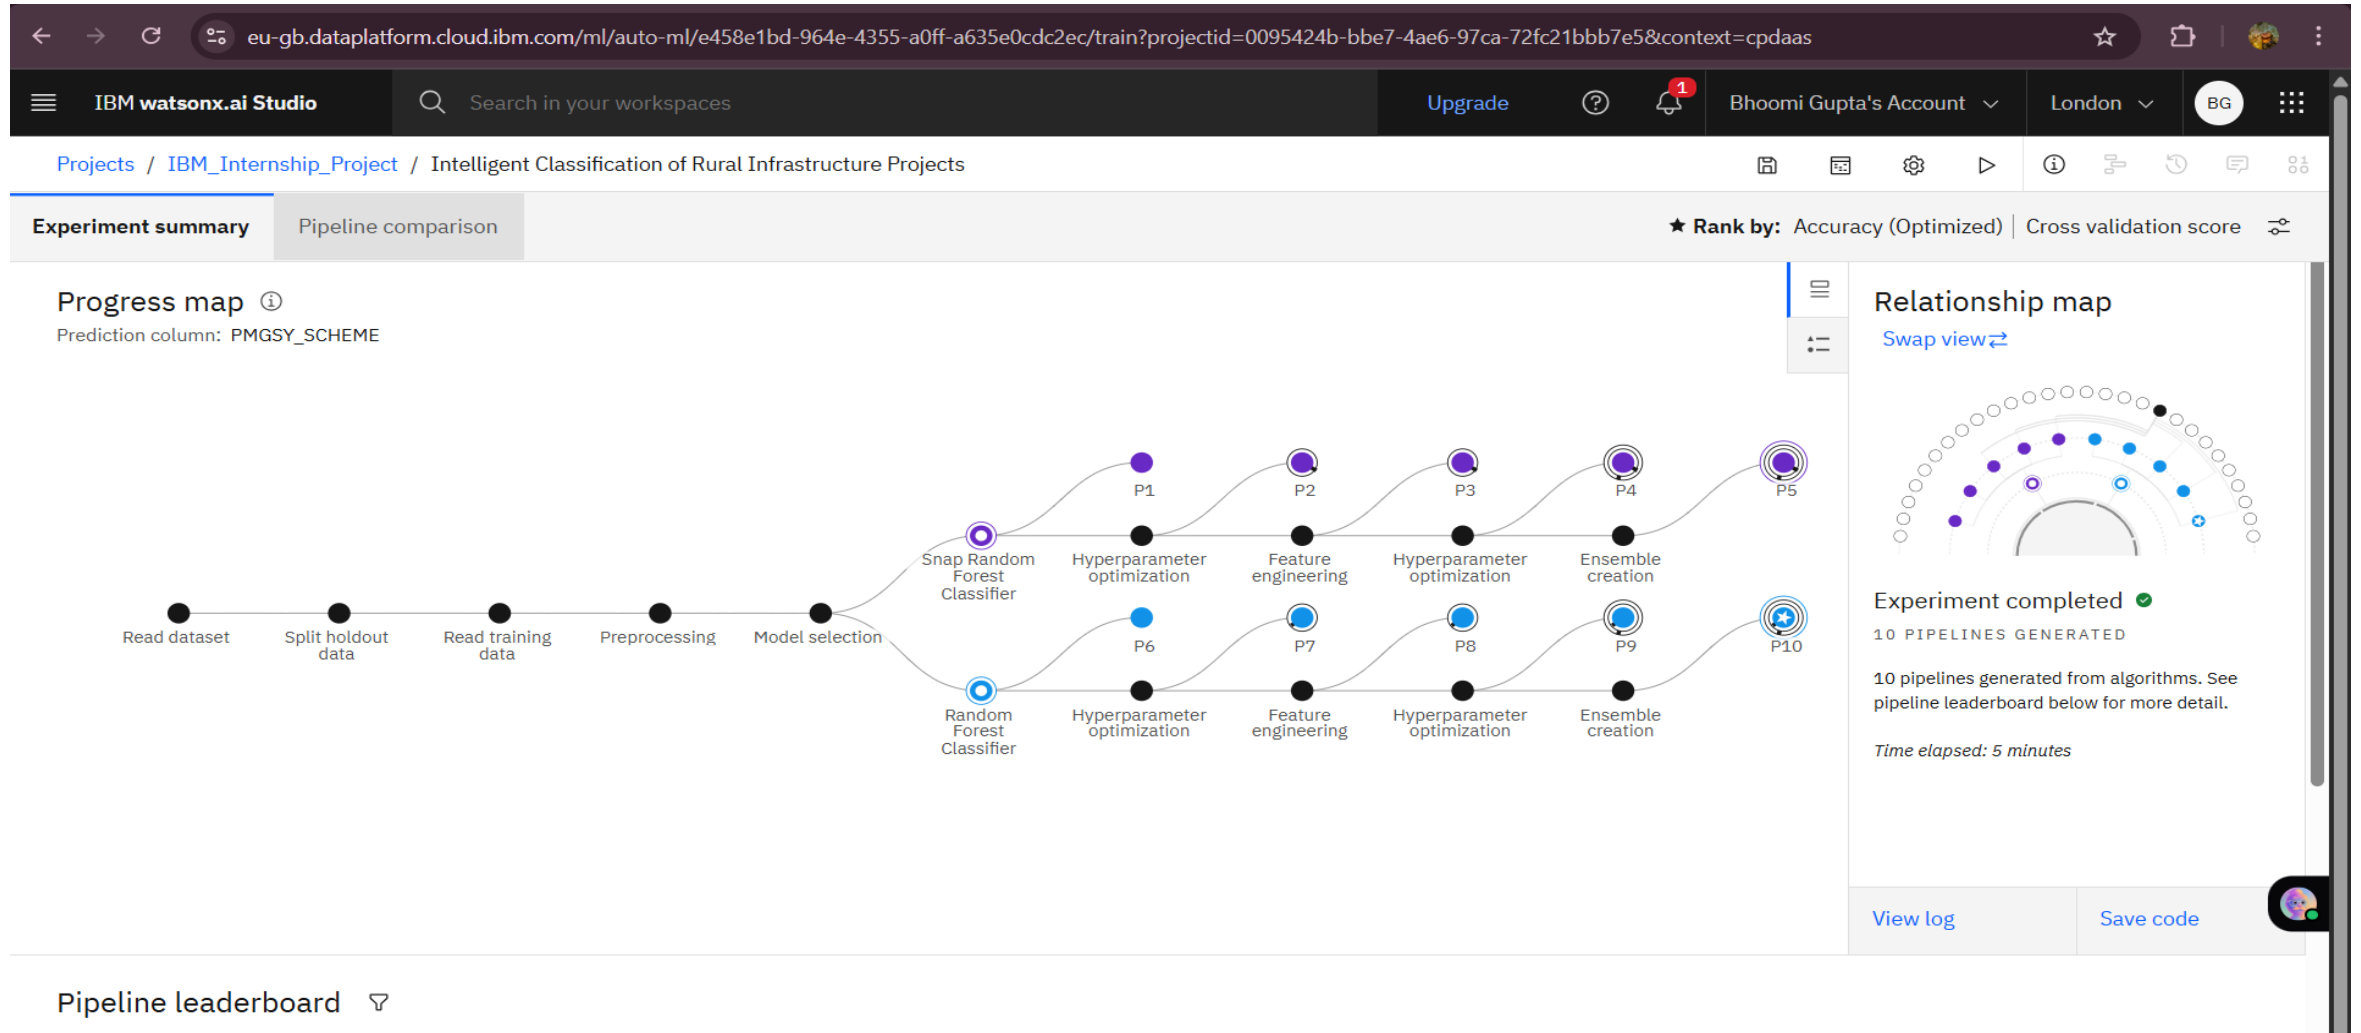 eu-gb.dataplatform.cloud.ibm.com/ml/auto-ml/e458e1bd-964e-4355-a0ff-a635e0cdc2ec/train?projectid=0095424b-bbe7-4ae6-97ca-72fc21bbb7e5&context=cpdaas
IBM watsonx.ai Studio
Search in your workspaces
Upgrade
1
Bhoomi Gupta's Account
London
BG
Projects / IBM_Internship_Project / Intelligent Classification of Rural Infrastructure Projects
Experiment summary
Pipeline comparison
Rank by: Accuracy (Optimized) | Cross validation score
Progress map
Prediction column: PMGSY_SCHEME
P1
P2
P3
P4
P5
Snap Random
Forest
Classifier
Hyperparameter
optimization
Feature
engineering
Hyperparameter
optimization
Ensemble
creation
Read dataset
Split holdout
data
Read training
data
Preprocessing
Model selection
P6
P7
P8
P9
P10
Random
Forest
Classifier
Hyperparameter
optimization
Feature
engineering
Hyperparameter
optimization
Ensemble
creation
Relationship map
Swap view
Experiment completed
10 PIPELINES GENERATED
10 pipelines generated from algorithms. See
pipeline leaderboard below for more detail.
Time elapsed: 5 minutes
View log
Save code
Pipeline leaderboard